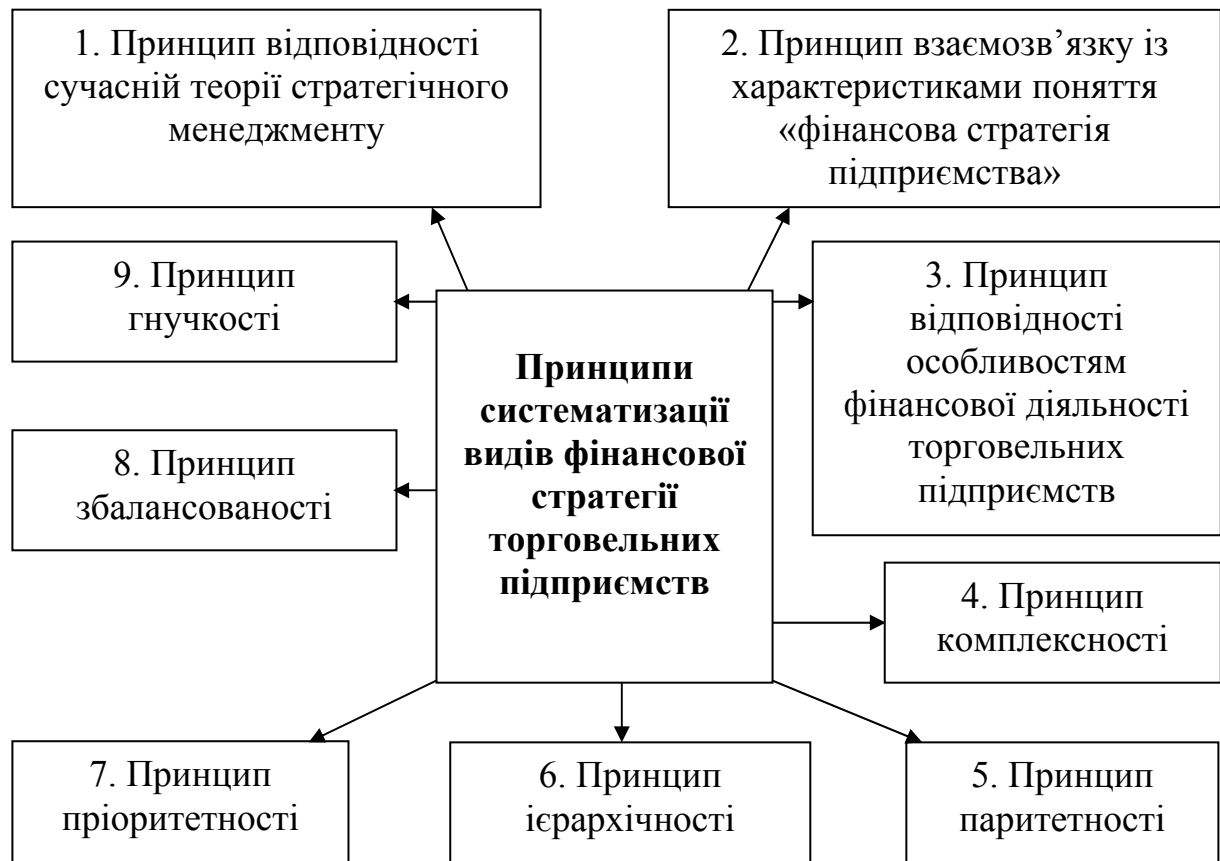 1. Принцип відповідності
сучасній теорії стратегічного
менеджменту
2. Принцип взаємозв’язку із
характеристиками поняття
«фінансова стратегія
підприємства»
9. Принцип
гнучкості
3. Принцип
відповідності
особливостям
фінансової діяльності
торговельних
підприємств
Принципи
систематизації
видів фінансової
стратегії
торговельних
підприємств
8. Принцип
збалансованості
4. Принцип
комплексності
7. Принцип
пріоритетності
6. Принцип
ієрархічності
5. Принцип
паритетності